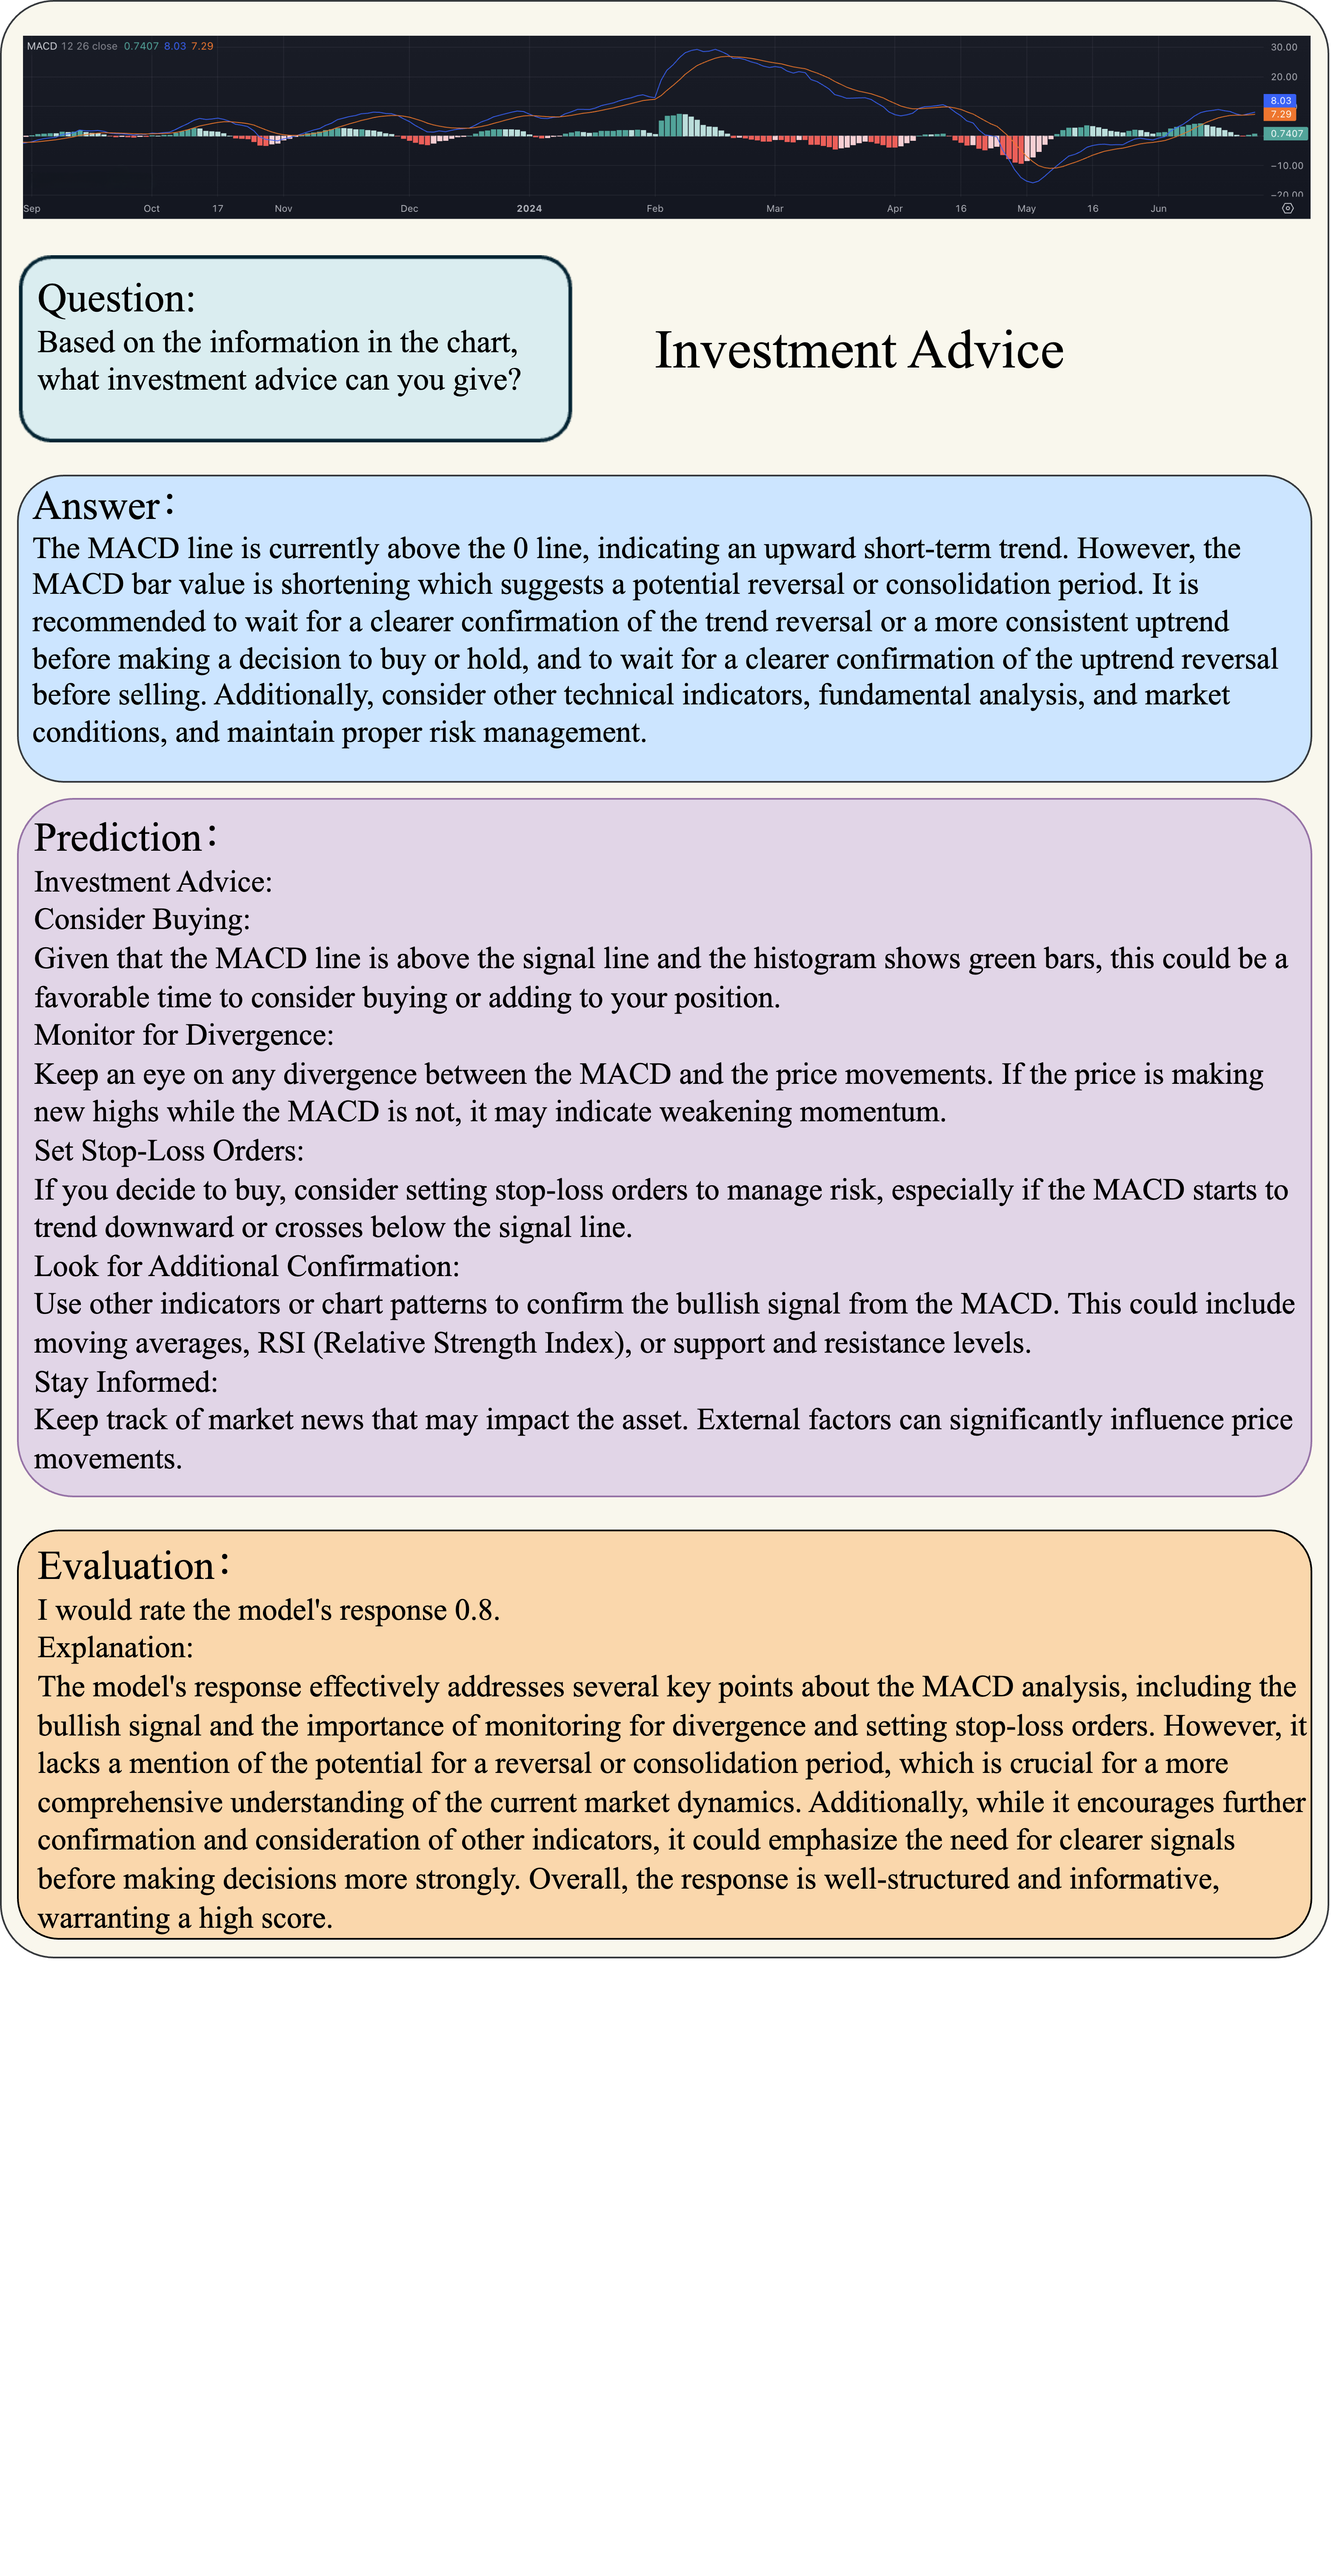 MACD 12 26 close 0.7407 8.03 7.29
30.00
20.00
8.03
7.29
0.7407
−10.00
−20.00
Sep Oct 17 Nov Dec 2024 Feb Mar Apr 16 May 16 Jun
Question:
Based on the information in the chart,
what investment advice can you give?
Investment Advice
Answer：
The MACD line is currently above the 0 line, indicating an upward short-term trend. However, the
MACD bar value is shortening which suggests a potential reversal or consolidation period. It is
recommended to wait for a clearer confirmation of the trend reversal or a more consistent uptrend
before making a decision to buy or hold, and to wait for a clearer confirmation of the uptrend reversal
before selling. Additionally, consider other technical indicators, fundamental analysis, and market
conditions, and maintain proper risk management.
Prediction：
Investment Advice:
Consider Buying:
Given that the MACD line is above the signal line and the histogram shows green bars, this could be a
favorable time to consider buying or adding to your position.
Monitor for Divergence:
Keep an eye on any divergence between the MACD and the price movements. If the price is making
new highs while the MACD is not, it may indicate weakening momentum.
Set Stop-Loss Orders:
If you decide to buy, consider setting stop-loss orders to manage risk, especially if the MACD starts to
trend downward or crosses below the signal line.
Look for Additional Confirmation:
Use other indicators or chart patterns to confirm the bullish signal from the MACD. This could include
moving averages, RSI (Relative Strength Index), or support and resistance levels.
Stay Informed:
Keep track of market news that may impact the asset. External factors can significantly influence price
movements.
Evaluation：
I would rate the model's response 0.8.
Explanation:
The model's response effectively addresses several key points about the MACD analysis, including the
bullish signal and the importance of monitoring for divergence and setting stop-loss orders. However, it
lacks a mention of the potential for a reversal or consolidation period, which is crucial for a more
comprehensive understanding of the current market dynamics. Additionally, while it encourages further
confirmation and consideration of other indicators, it could emphasize the need for clearer signals
before making decisions more strongly. Overall, the response is well-structured and informative,
warranting a high score.